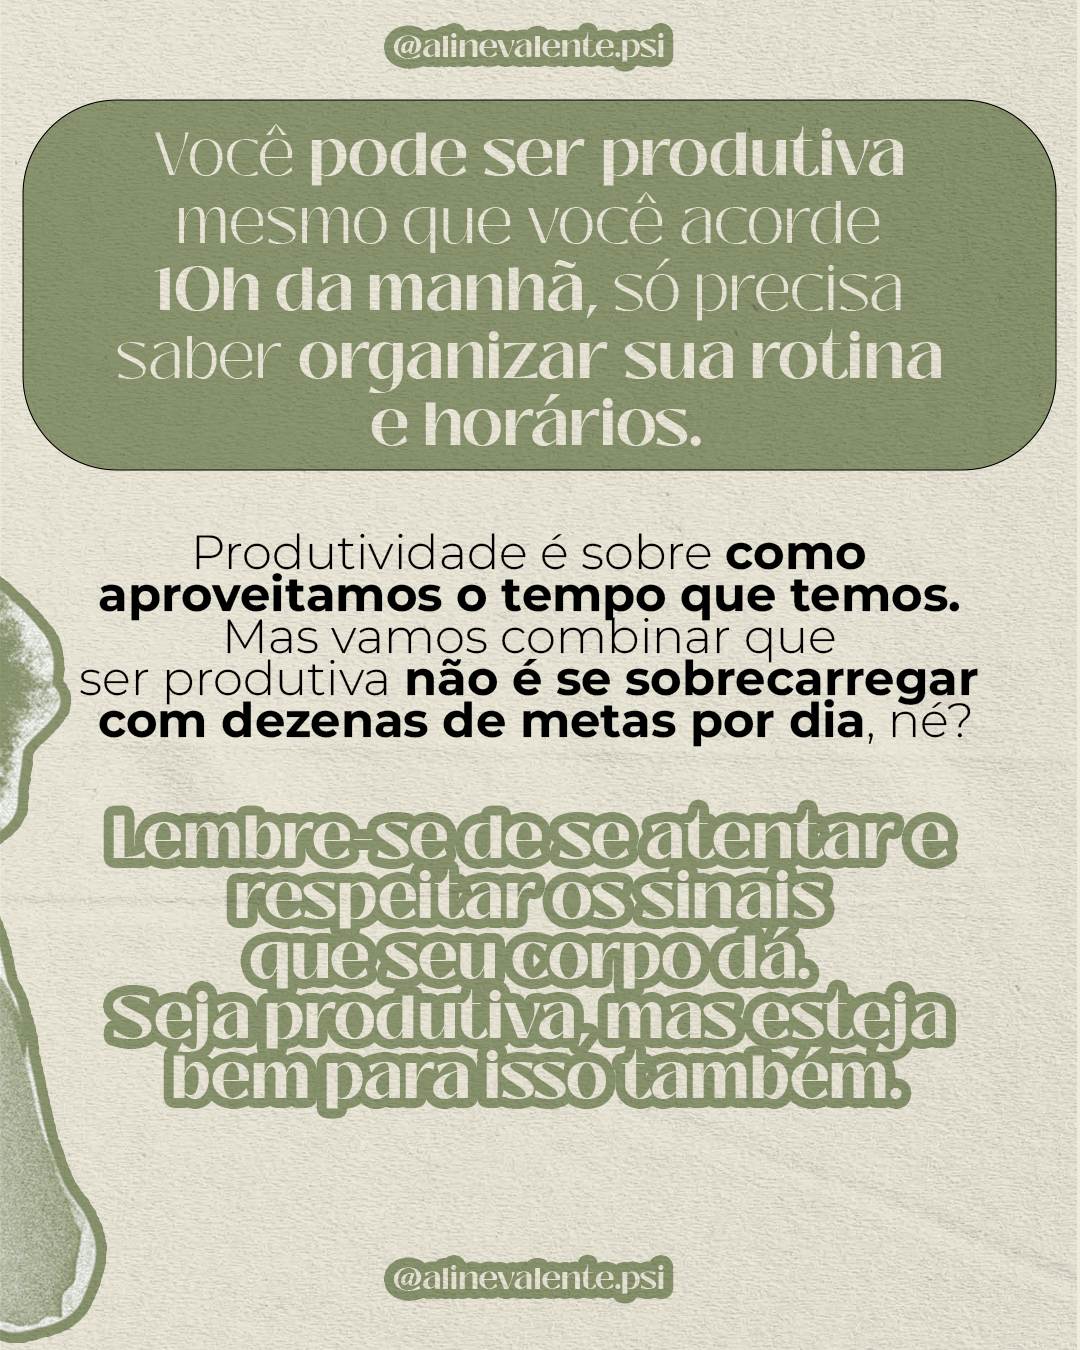 @alinevalente.psi
Você pode ser produtiva
mesmo que você acorde
10h da manhã, só precisa
saber organizar sua rotina
e horários.
Produtividade é sobre como
aproveitamos o tempo que temos.
Mas vamos combinar que
ser produtiva não é se sobrecarregar
com dezenas de metas por dia, né?
Lembre-se de se atentar e
respeitar os sinais
que seu corpo dá.
Seja produtiva, mas esteja
bem para isso também.
@alinevalente.psi